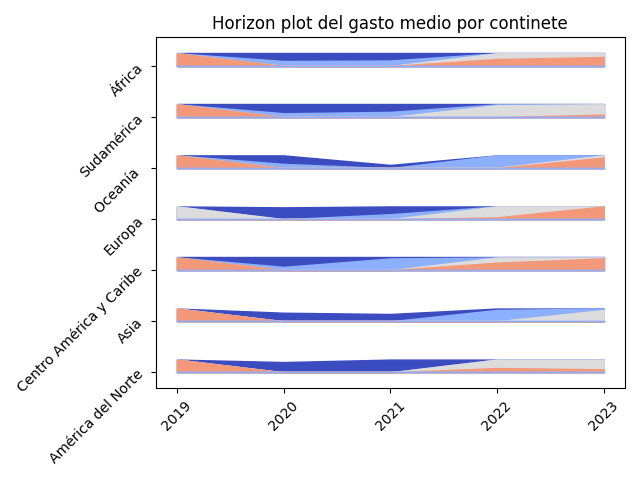 Horizon plot del gasto medio por continete
África
Sudamérica
Oceanía
Europa
Centro América y Caribe
Asia
América del Norte
2019
2020
2021
2022
2023